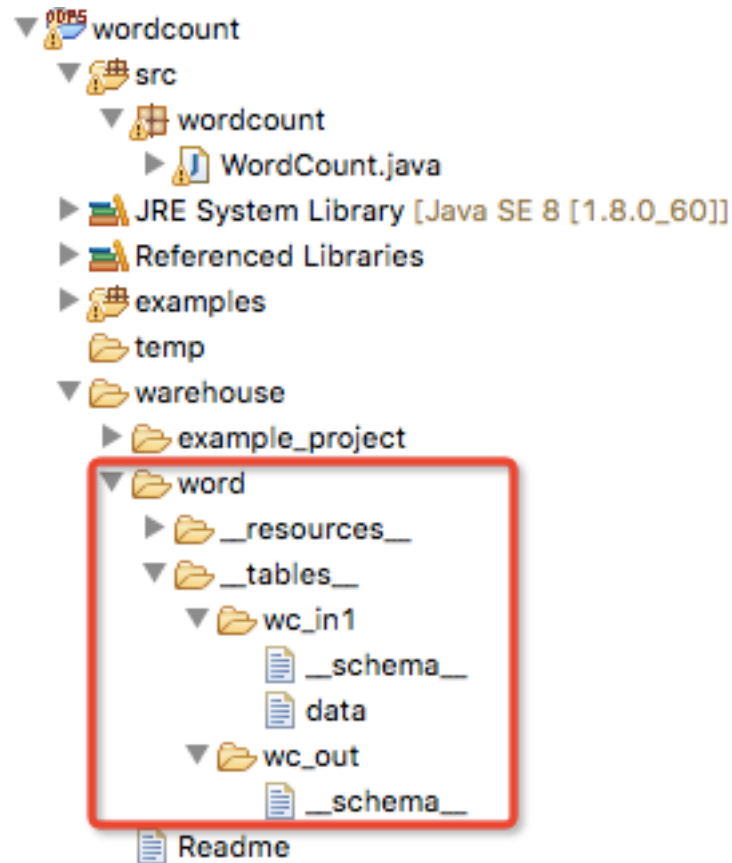 ODPS
wordcount
src
wordcount
J WordCount.java
JRE System Library [Java SE 8 [1.8.0_60]]
Referenced Libraries
examples
temp
warehouse
example_project
word
__resources__
__tables__
wc_in1
__schema__
data
wc_out
__schema__
Readme